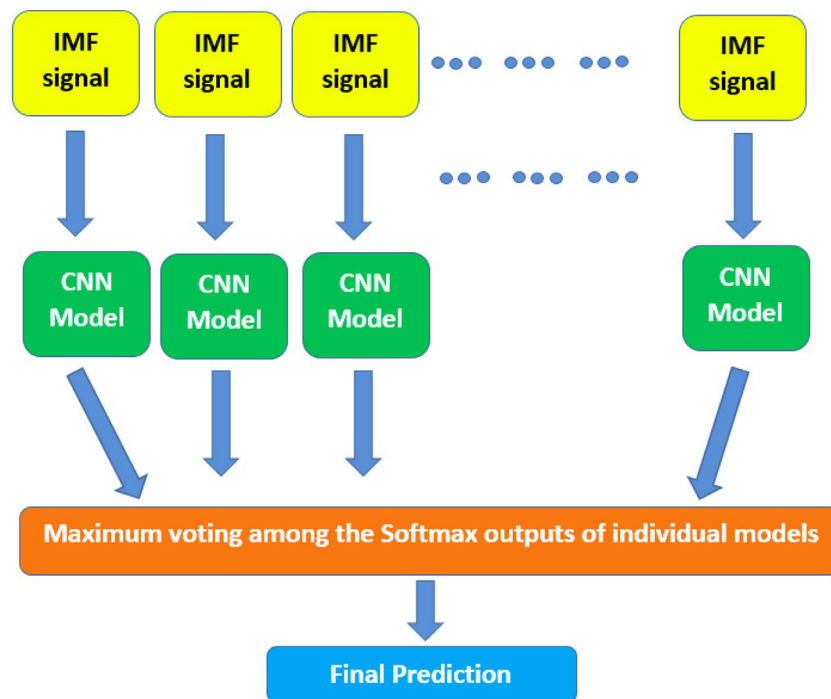 IMF
signal
IMF
signal
IMF
signal
IMF
signal
CNN
Model
CNN
Model
CNN
Model
CNN
Model
Maximum voting among the Softmax outputs of individual models
Final Prediction